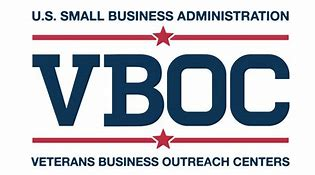 U.S. SMALL BUSINESS ADMINISTRATION
VBOC
VETERANS BUSINESS OUTREACH CENTERS